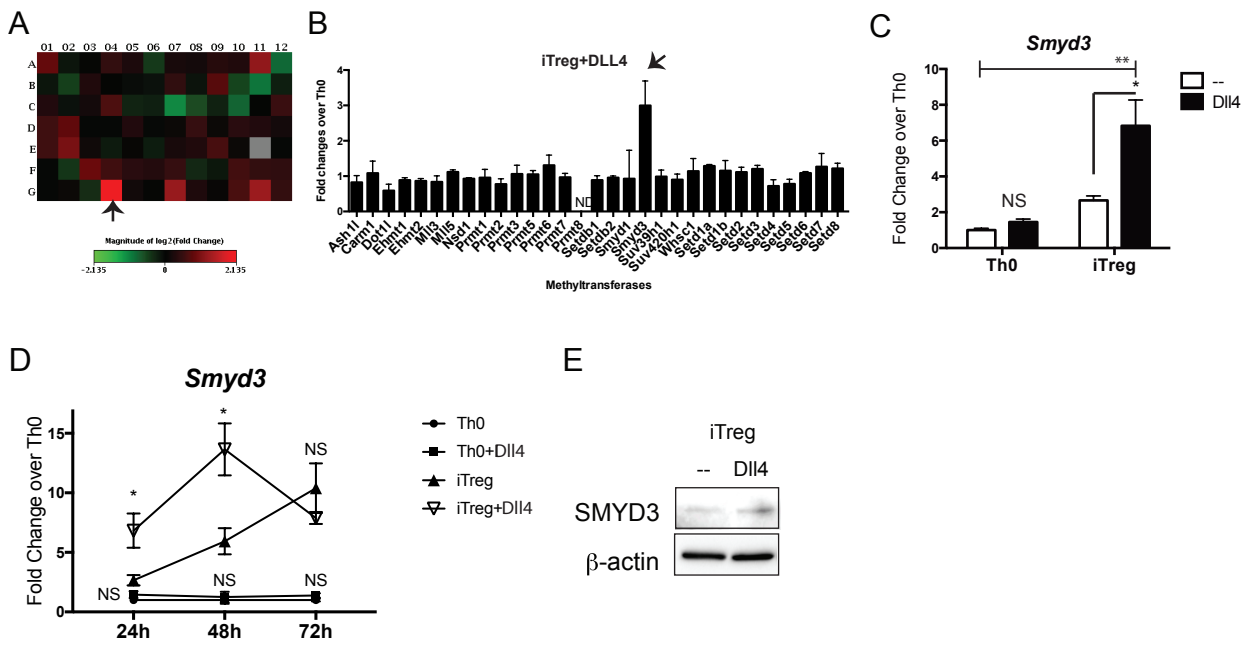 A
01 02 03 04 05 06 07 08 09 10 11 12
A
B
C
D
E
F
G
Magnitude of log2(Fold Change)
-2.135 0 2.135
B
iTreg+DLL4
Fold changes over Th0
4
3
2
1
0
ND
Ash1l
Carm1
Dot1l
Ehmt1
Ehmt2
Mll3
Mll5
Nsd1
Prmt1
Prmt2
Prmt3
Prmt5
Prmt6
Prmt7
Prm8
Setdb1
Setdb2
Smyd1
Smyd3
Suv39h1
Suv420h1
Whsc1
Setd1a
Setd1b
Setd2
Setd3
Setd4
Setd5
Setd6
Setd7
Setd8
Methyltransferases
C
Smyd3
Fold Change over Th0
10
8
6
4
2
0
**
*
NS
Th0 iTreg
--
Dll4
D
Smyd3
Fold Change over Th0
15
10
5
0
*
*
NS
NS
NS
NS
24h 48h 72h
Th0
Th0+Dll4
iTreg
iTreg+Dll4
E
iTreg
-- Dll4
SMYD3
β-actin